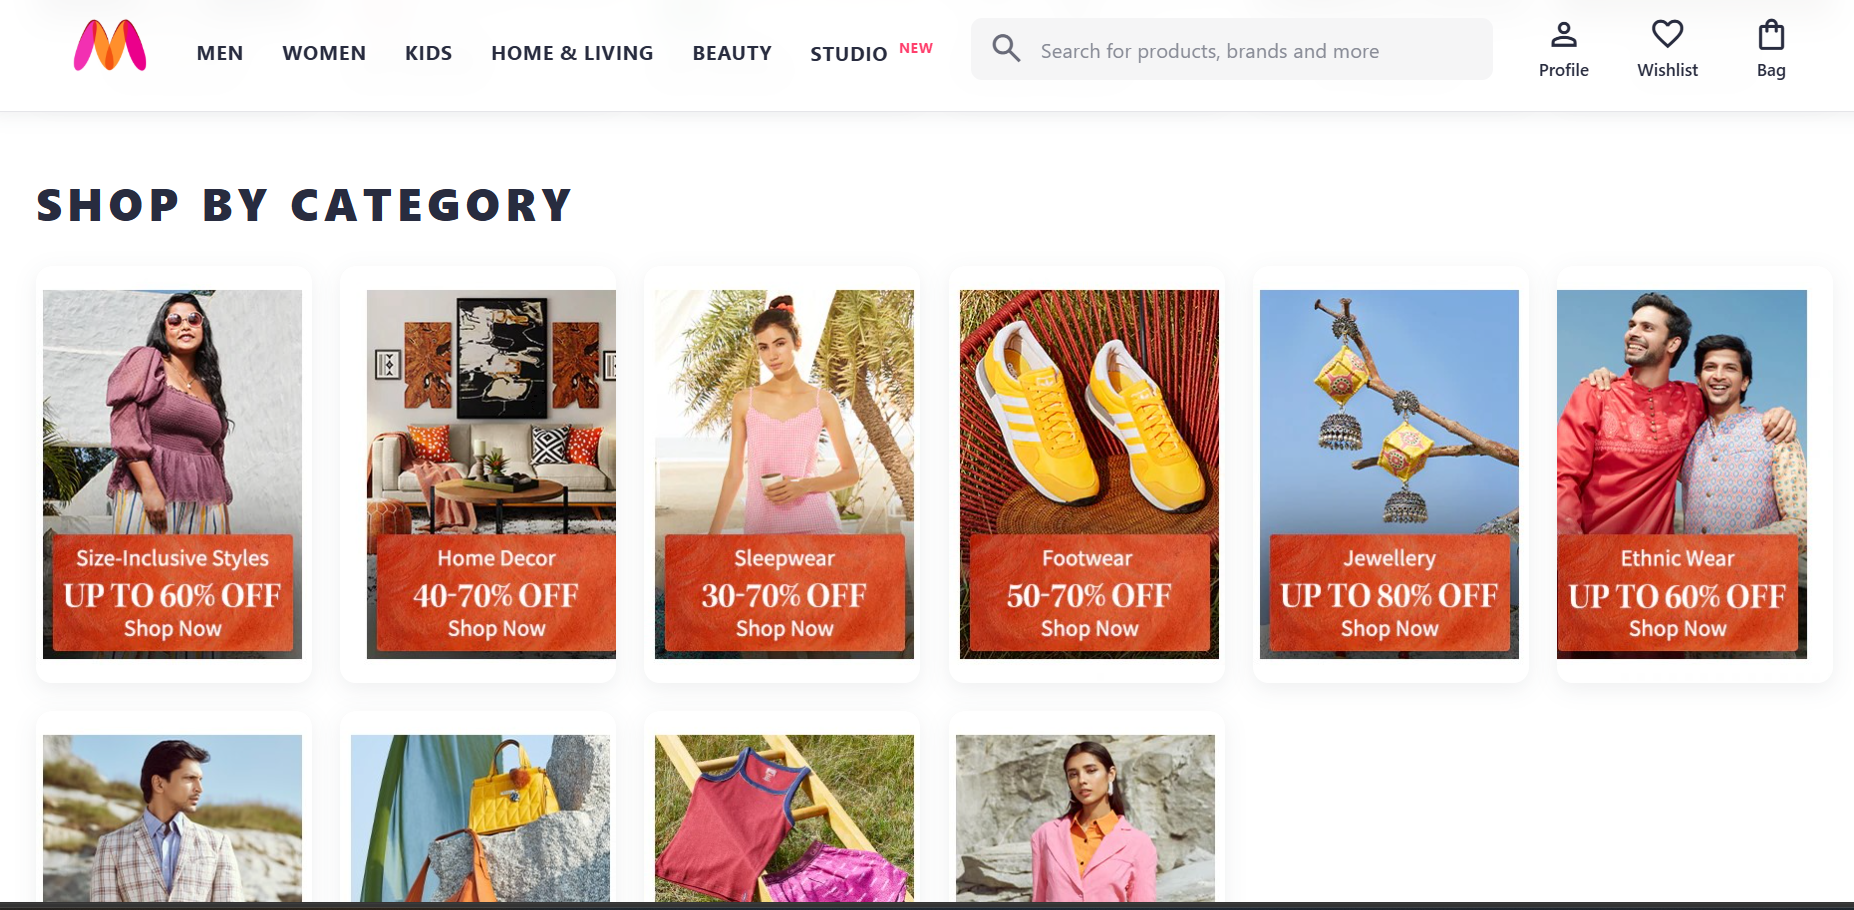 MEN WOMEN KIDS HOME & LIVING BEAUTY STUDIO NEW
Search for products, brands and more
Profile Wishlist Bag
SHOP BY CATEGORY
Size-Inclusive Styles
UP TO 60% OFF
Shop Now
Home Decor
40-70% OFF
Shop Now
Sleepwear
30-70% OFF
Shop Now
Footwear
50-70% OFF
Shop Now
Jewellery
UP TO 80% OFF
Shop Now
Ethnic Wear
UP TO 60% OFF
Shop Now